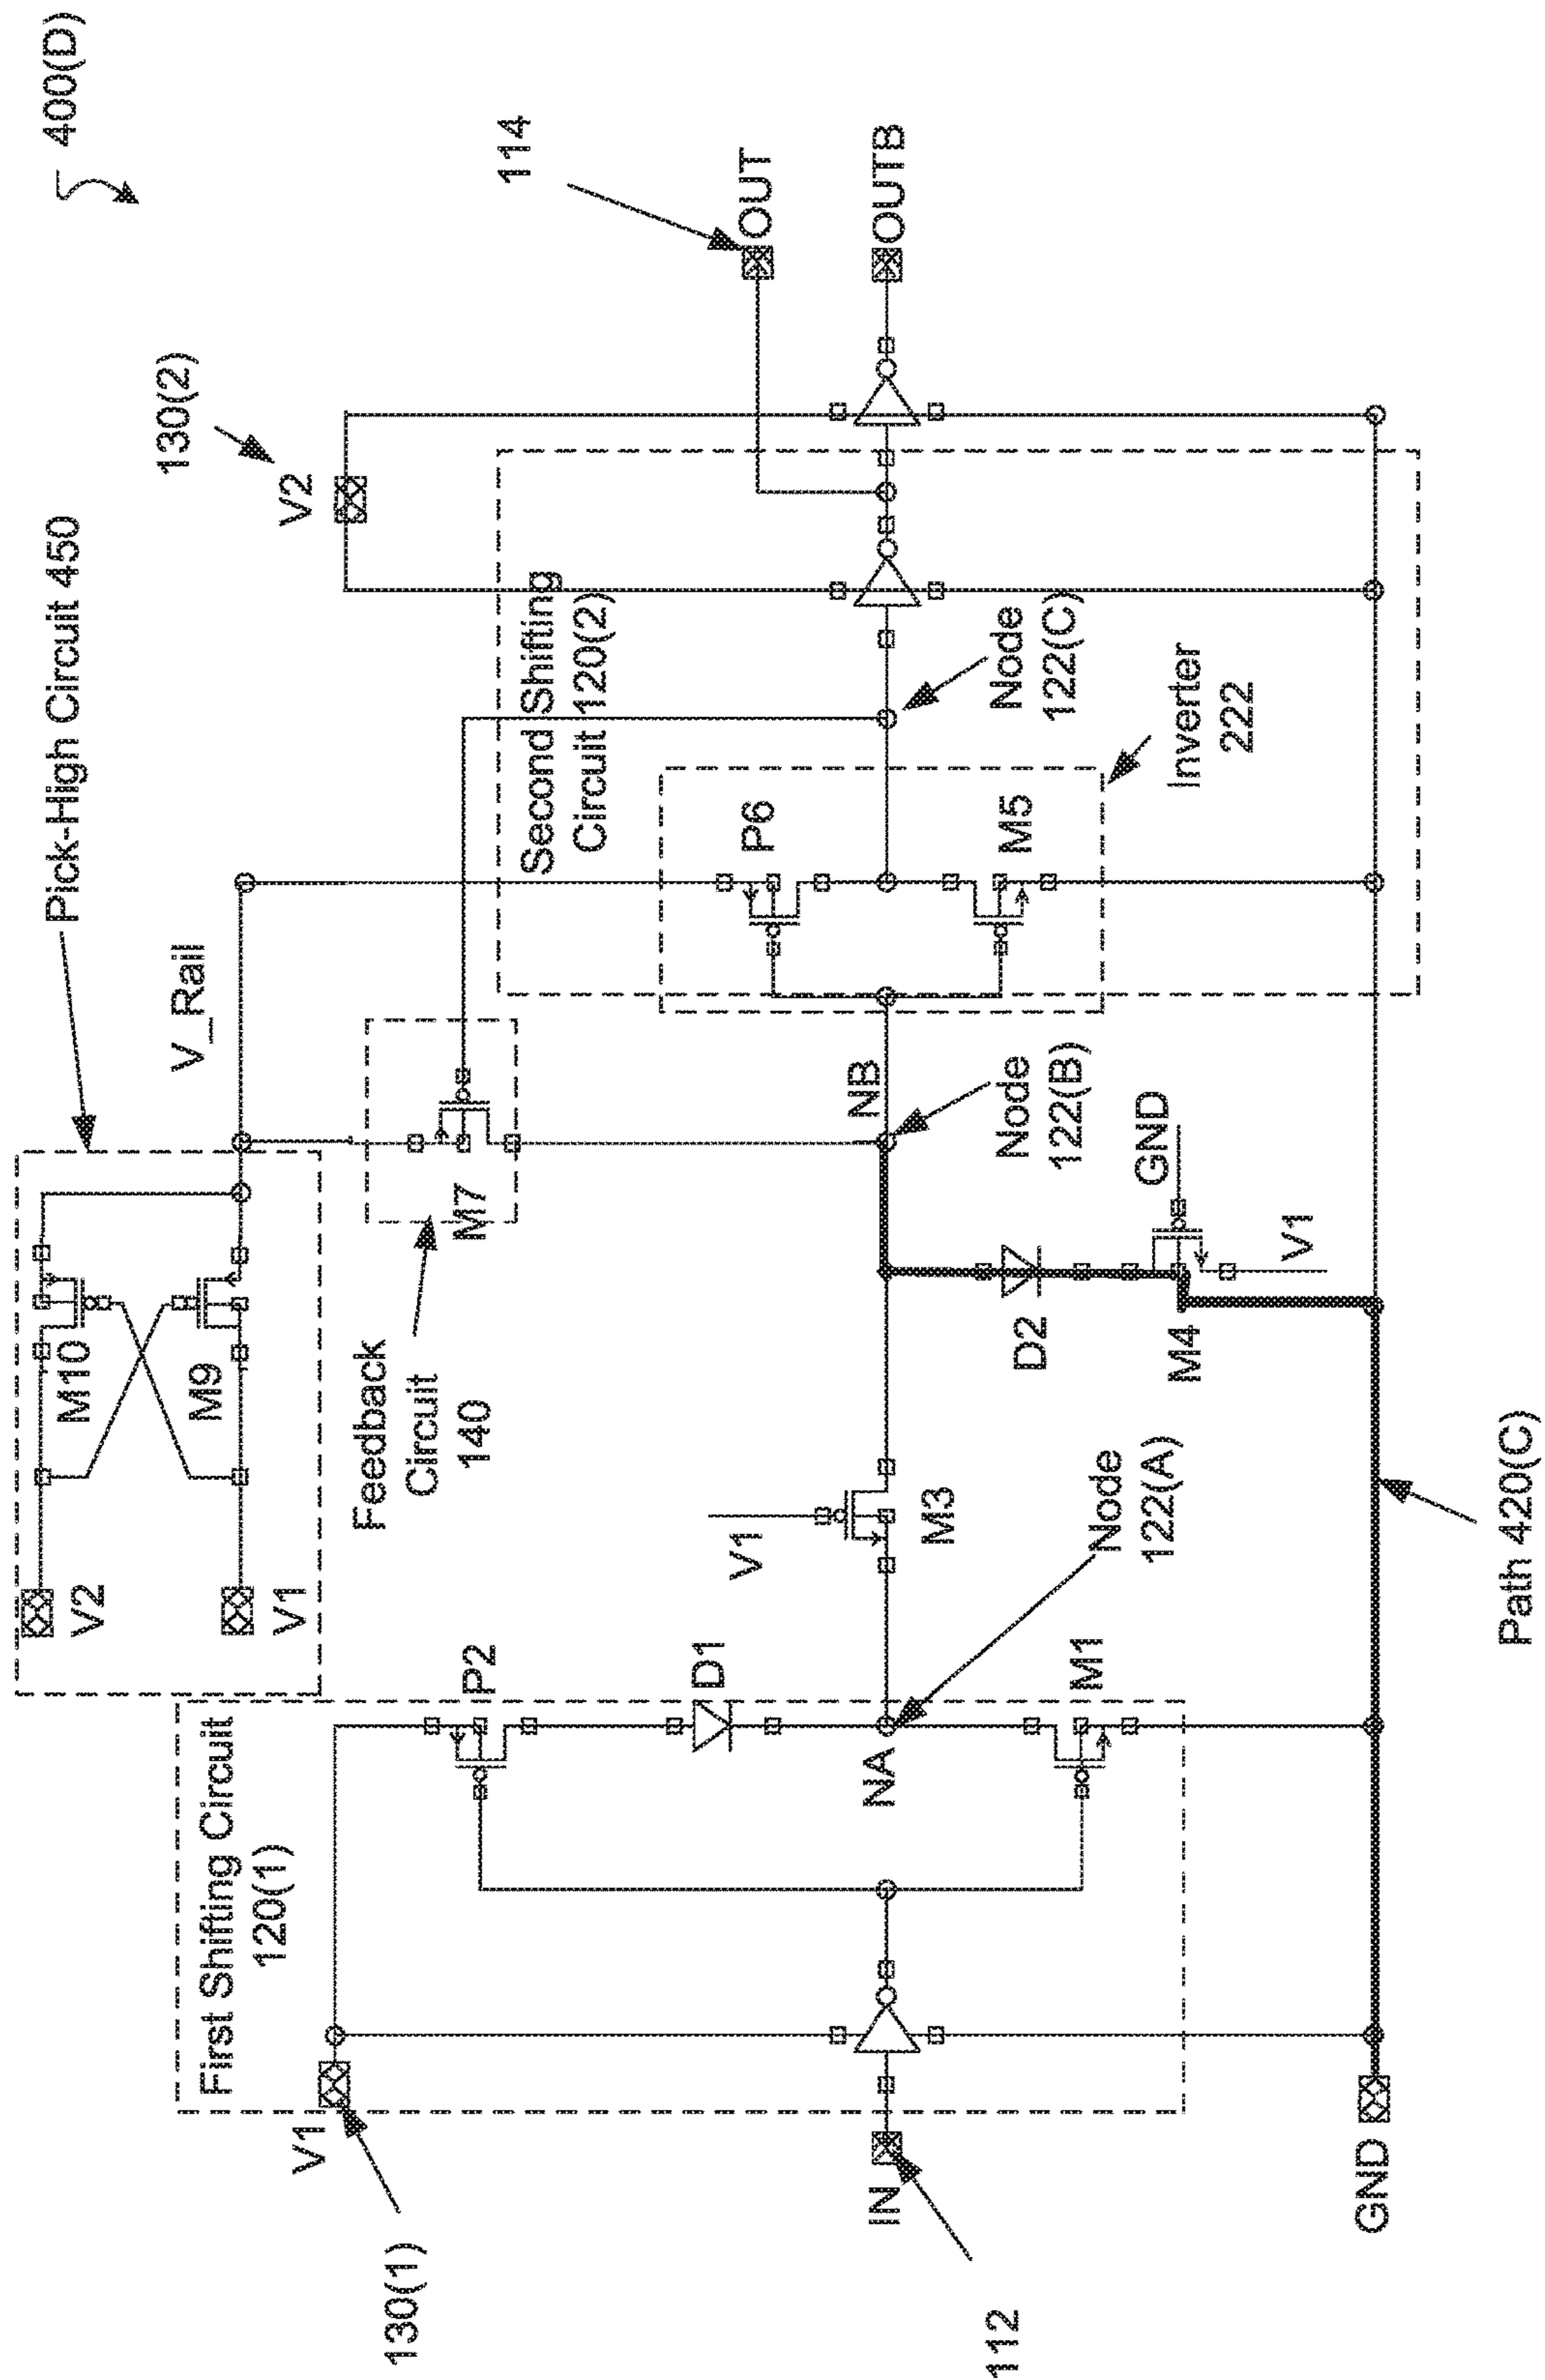 400(D)
Pick-High Circuit 450
V2
V1
M10
M9
V_Rail
130(2)
V2
114
OUT
OUTB
First Shifting Circuit
120(1)
V1
130(1)
P2
D1
NA
M1
Node
122(A)
IN
112
GND
Feedback
Circuit
140
M7
V1
M3
NB
Node
122(B)
D2
M4
GND
V1
Path 420(C)
Second Shifting
Circuit 120(2)
P6
M5
Node
122(C)
Inverter
222